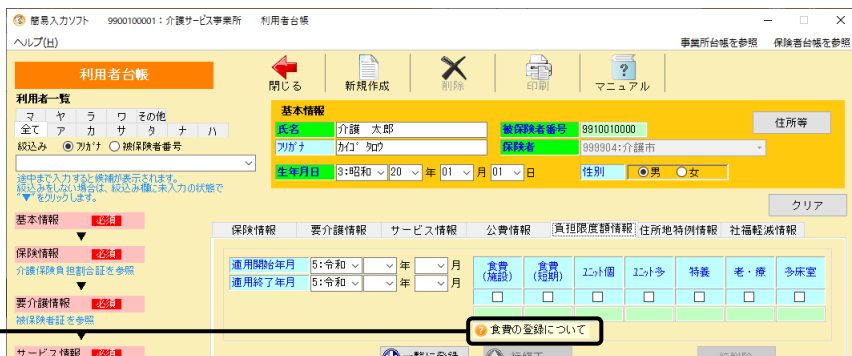 簡易入力ソフト 9900100001：介護サービス事業所 利用者台帳
ヘルプ(H)
事業所台帳を参照 保険者台帳を参照
利用者台帳
閉じる 新規作成 削除 印刷 マニュアル
利用者一覧
マ ヤ ラ ワ その他
全て ア カ サ タ ナ ハ
絞込み フリガナ 被保険者番号
途中まで入力すると候補が表示されます。
絞込みをしない場合は、絞込み欄に未入力の状態で
"▼"をクリックします。
基本情報
氏名 介護 太郎 被保険者番号 9910010000 住所等
フリガナ カイゴ タロウ 保険者 999904:介護市
生年月日 3:昭和 20 年 01 月 01 日 性別 男 女
クリア
基本情報 必須
▼
保険情報 必須
介護保険負担割合証を参照
▼
要介護情報 必須
被保険者証を参照
▼
サービス情報 必須
保険情報 要介護情報 サービス情報 公費情報 負担限度額情報 住所地特例情報 社福軽減情報
適用開始年月 5:令和 年 月
適用終了年月 5:令和 年 月
食費(施設) 食費(短期) ユニット個 ユニット多 特養 老・療 多床室
食費の登録について
一覧に登録 行修正 行削除